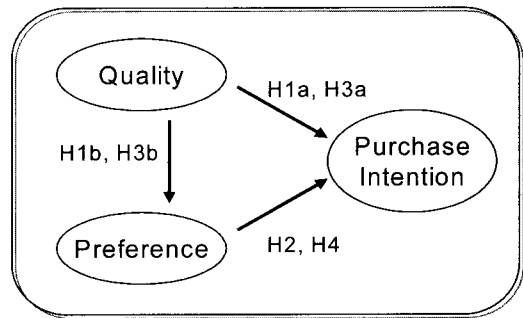 Quality
H1a, H3a
H1b, H3b
Purchase
Intention
Preference
H2, H4